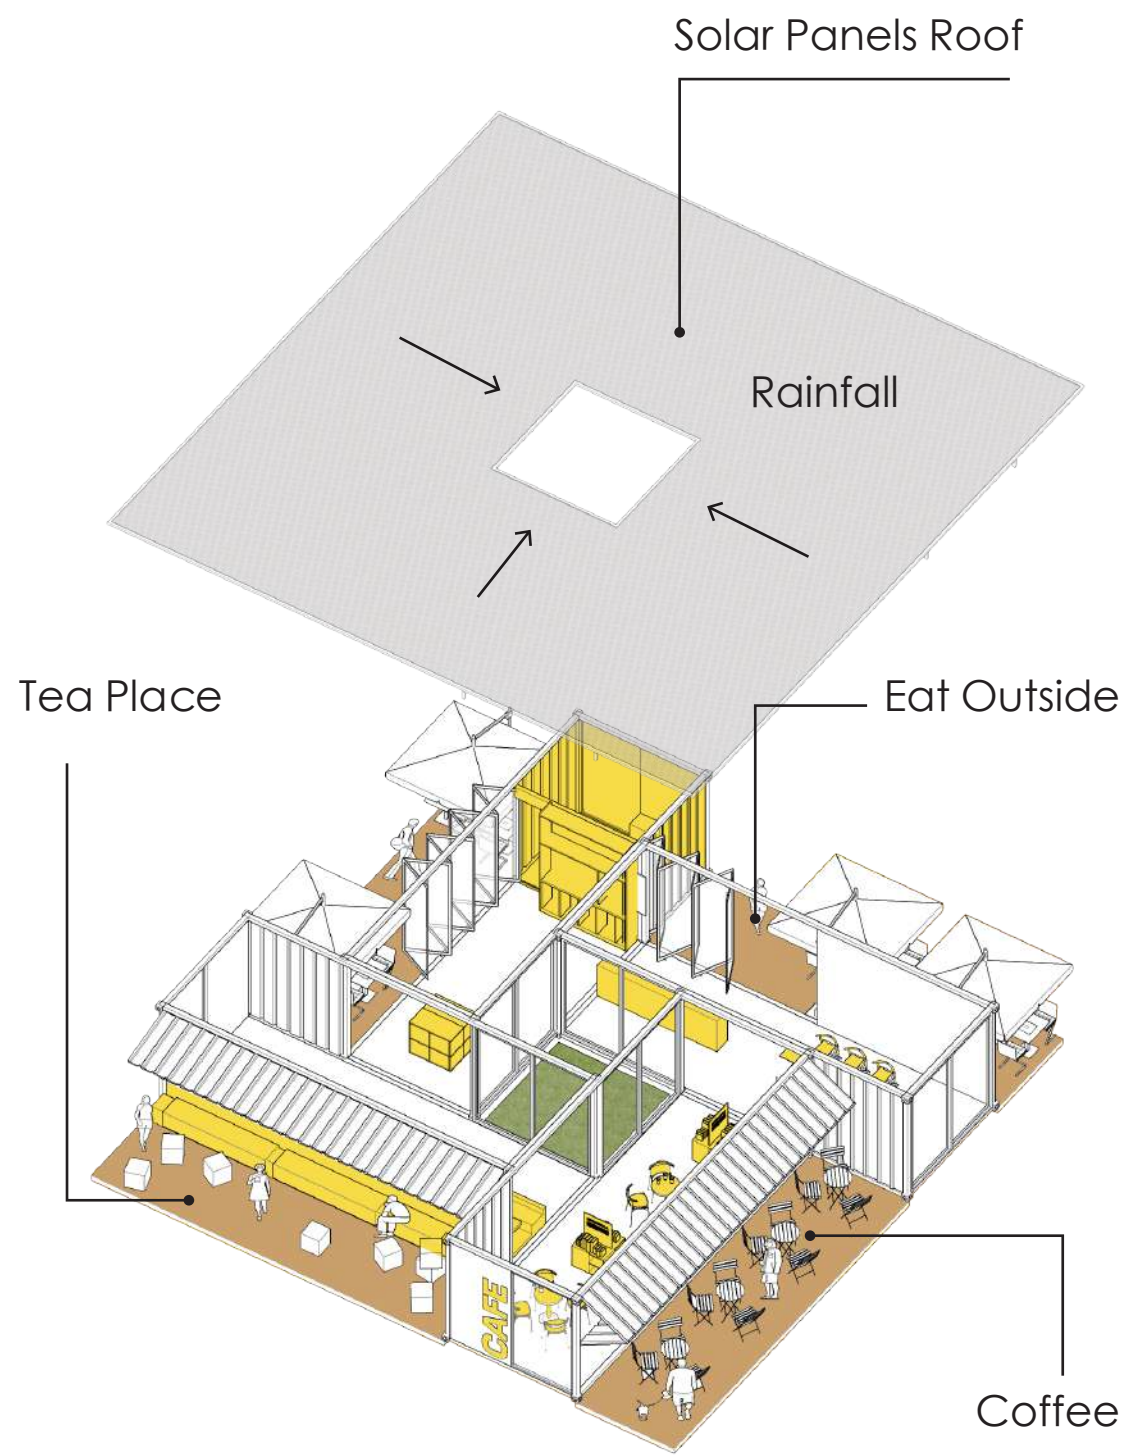 Solar Panels Roof
Rainfall
Tea Place
Eat Outside
CAFE
Coffee